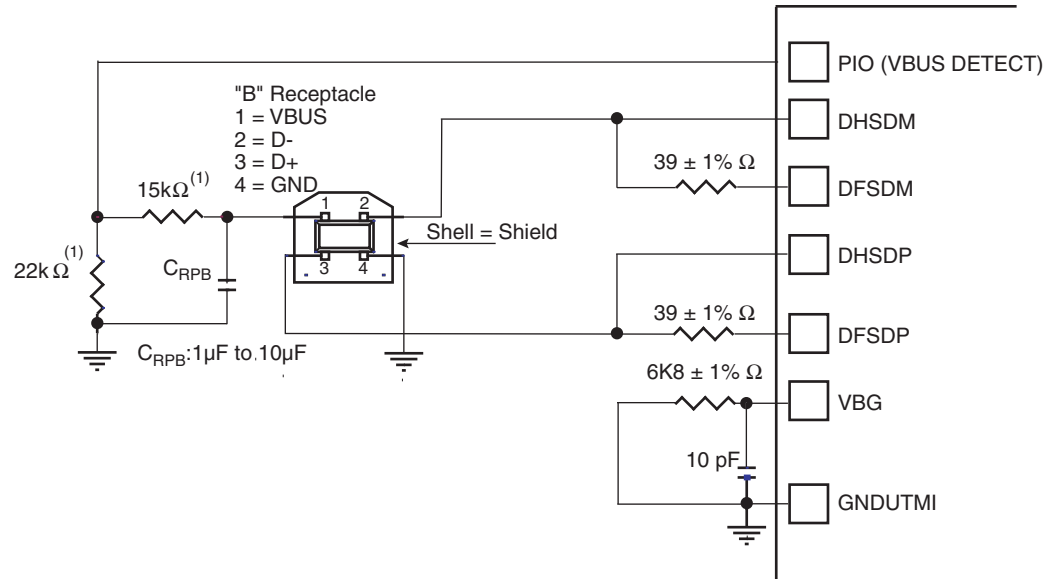 PIO (VBUS DETECT)
"B" Receptacle
1 = VBUS
2 = D-
3 = D+
4 = GND
DHSDM
39 ± 1% Ω
DFSDM
15kΩ(1)
1 2
Shell = Shield
DHSDP
22kΩ(1)
CRPB
3 4
39 ± 1% Ω
DFSDP
CRPB:1µF to 10µF
6K8 ± 1% Ω
VBG
10 pF
GNDUTMI